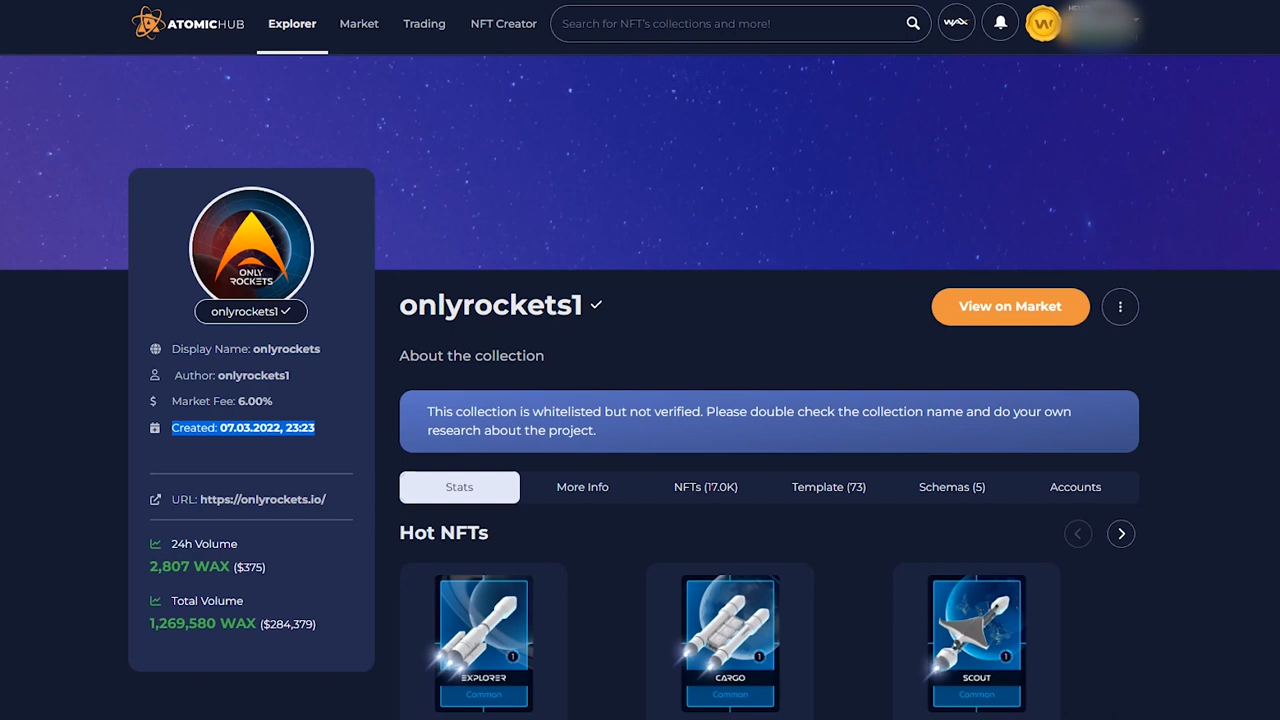 ATOMICHUB
Explorer
Market
Trading
NFT Creator
Search for NFT's collections and more!
WAX
W
ONLY
ROCKETS
onlyrockets1
Display Name: onlyrockets
Author: onlyrockets1
Market Fee: 6.00%
Created: 07.03.2022, 23:23
URL: https://onlyrockets.io/
24h Volume
2,807 WAX ($375)
Total Volume
1,269,580 WAX ($284,379)
onlyrockets1
View on Market
About the collection
This collection is whitelisted but not verified. Please double check the collection name and do your own
research about the project.
Stats
More Info
NFTs (17.0K)
Template (73)
Schemas (5)
Accounts
Hot NFTs
1
EXPLORER
Common
1
CARGO
Common
1
SCOUT
Common